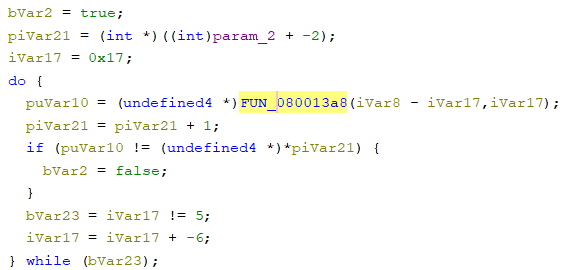 bVar2 = true;
piVar21 = (int *)((int)param_2 + -2);
iVar17 = 0x17;
do {
puVar10 = (undefined4 *)FUN_080013a8(iVar8 - iVar17,iVar17);
piVar21 = piVar21 + 1;
if (puVar10 != (undefined4 *)*piVar21) {
bVar2 = false;
}
bVar23 = iVar17 != 5;
iVar17 = iVar17 + -6;
} while (bVar23);